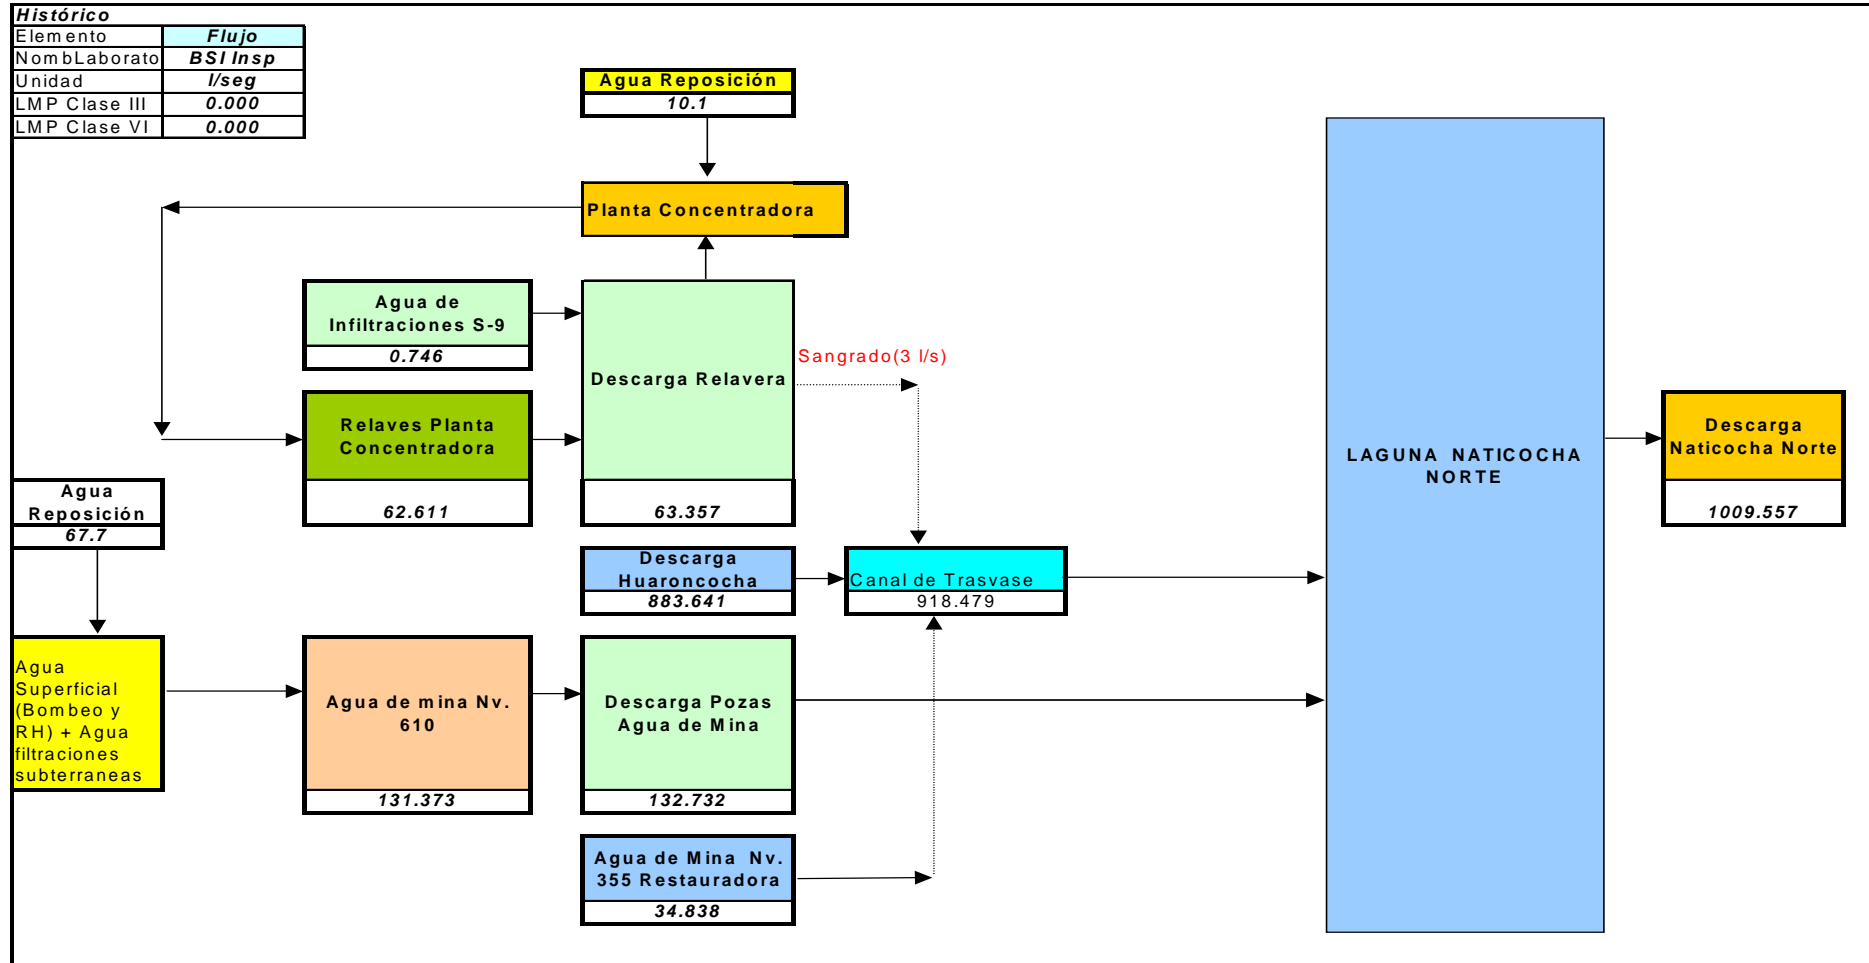 Histórico
Elemento Flujo
NombLaborato BSI Insp
Unidad l/seg
LMP Clase III 0.000
LMP Clase VI 0.000
Agua Reposición
10.1
Planta Concentradora
Agua de
Infiltraciones S-9
0.746
Descarga Relavera
63.357
Sangrado(3 l/s)
Relaves Planta
Concentradora
62.611
Agua
Reposición
67.7
Descarga
Huaroncocha
883.641
Canal de Trasvase
918.479
LAGUNA NATICOCHA
NORTE
Descarga
Naticocha Norte
1009.557
Agua
Superficial
(Bombeo y
RH) + Agua
filtraciones
subterraneas
Agua de mina Nv.
610
131.373
Descarga Pozas
Agua de Mina
132.732
Agua de Mina Nv.
355 Restauradora
34.838